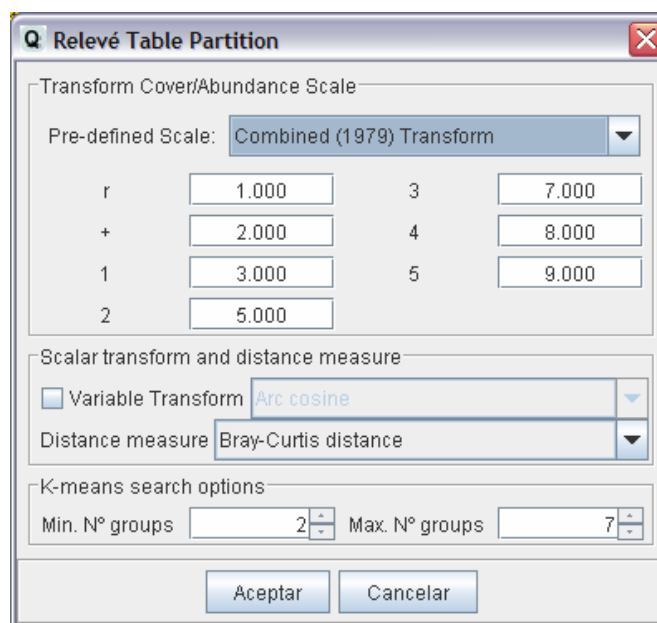 Q Relevé Table Partition
Transform Cover/Abundance Scale
Pre-defined Scale: Combined (1979) Transform
r 1.000 3 7.000
+ 2.000 4 8.000
1 3.000 5 9.000
2 5.000
Scalar transform and distance measure
Variable Transform Arc cosine
Distance measure Bray-Curtis distance
K-means search options
Min. Nº groups 2 Max. Nº groups 7
Aceptar Cancelar